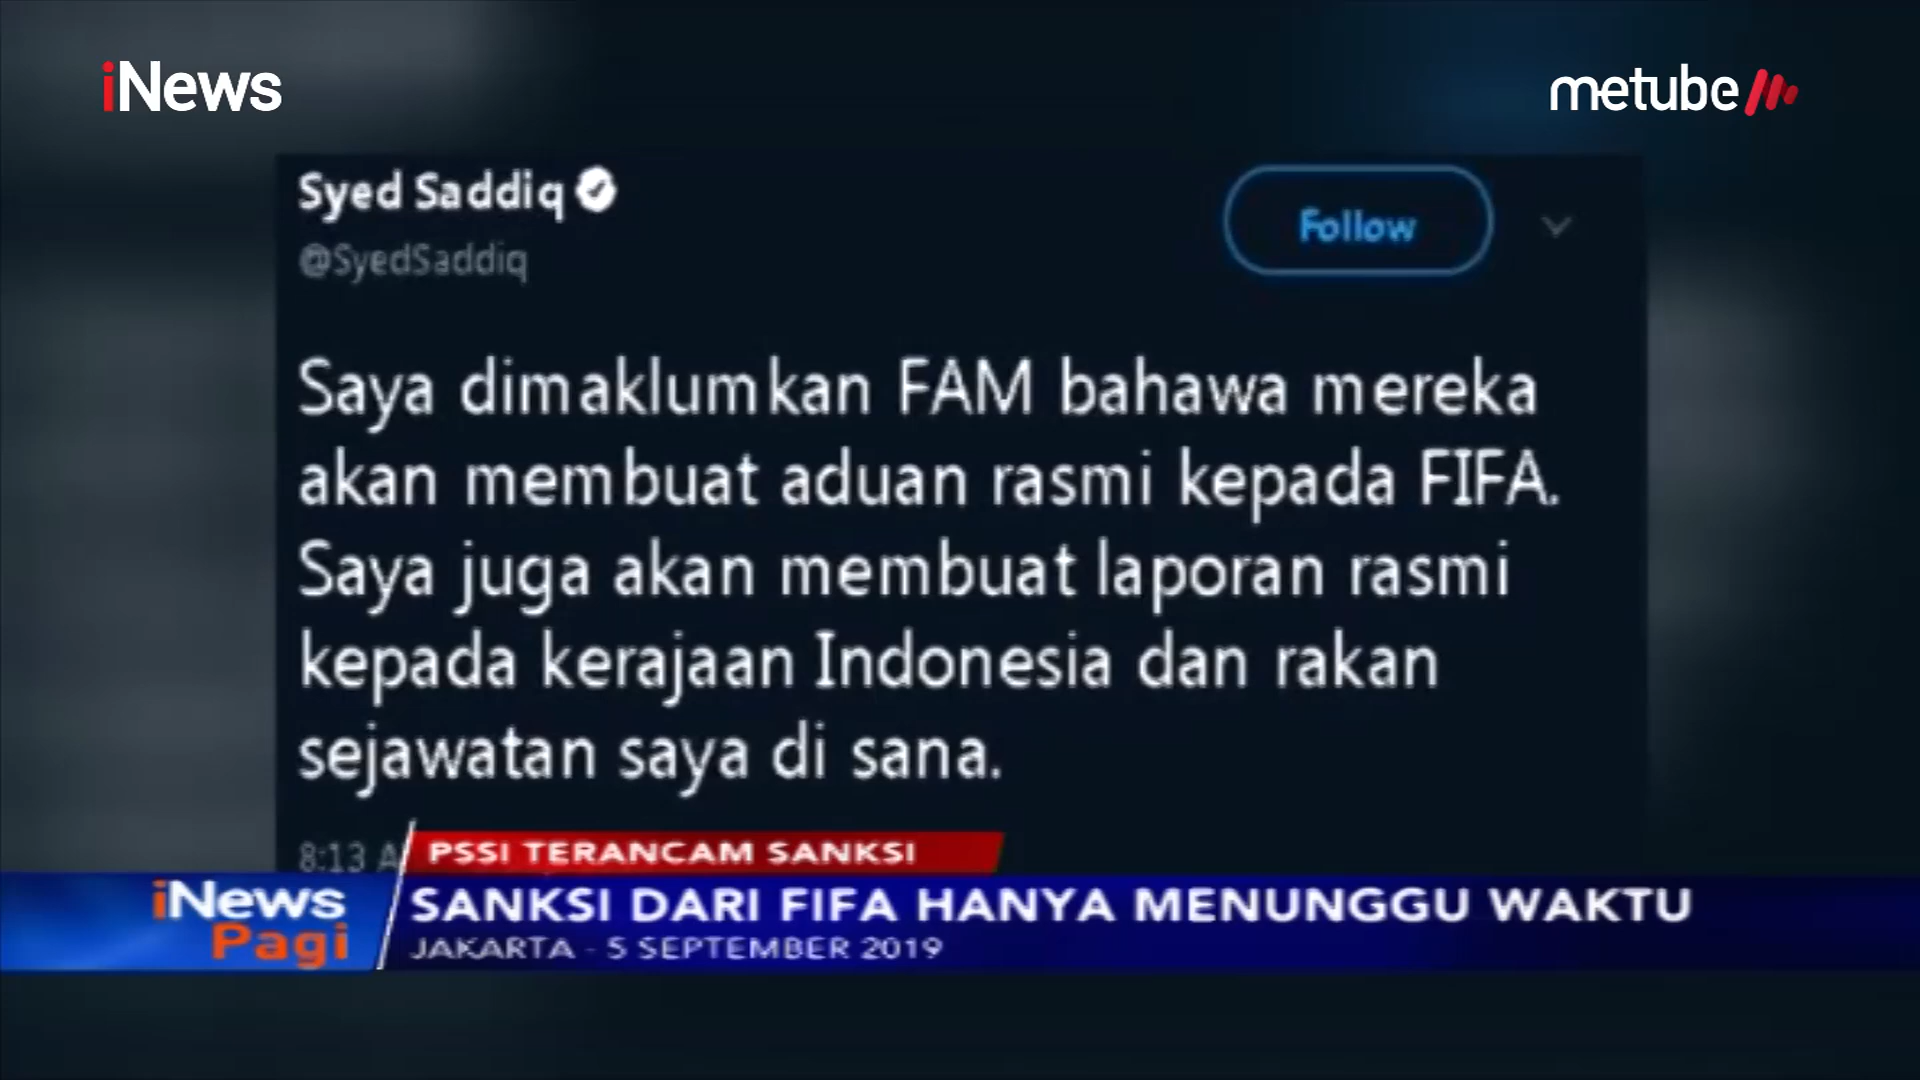 iNews
metube
Syed Saddiq
@SyedSaddiq
Follow
Saya dimaklumkan FAM bahawa mereka
akan membuat aduan rasmi kepada FIFA.
Saya juga akan membuat laporan rasmi
kepada kerajaan Indonesia dan rakan
sejawatan saya di sana.
8:13 A
PSSI TERANCAM SANKSI
iNews
Pagi
SANKSI DARI FIFA HANYA MENUNGGU WAKTU
JAKARTA - 5 SEPTEMBER 2019